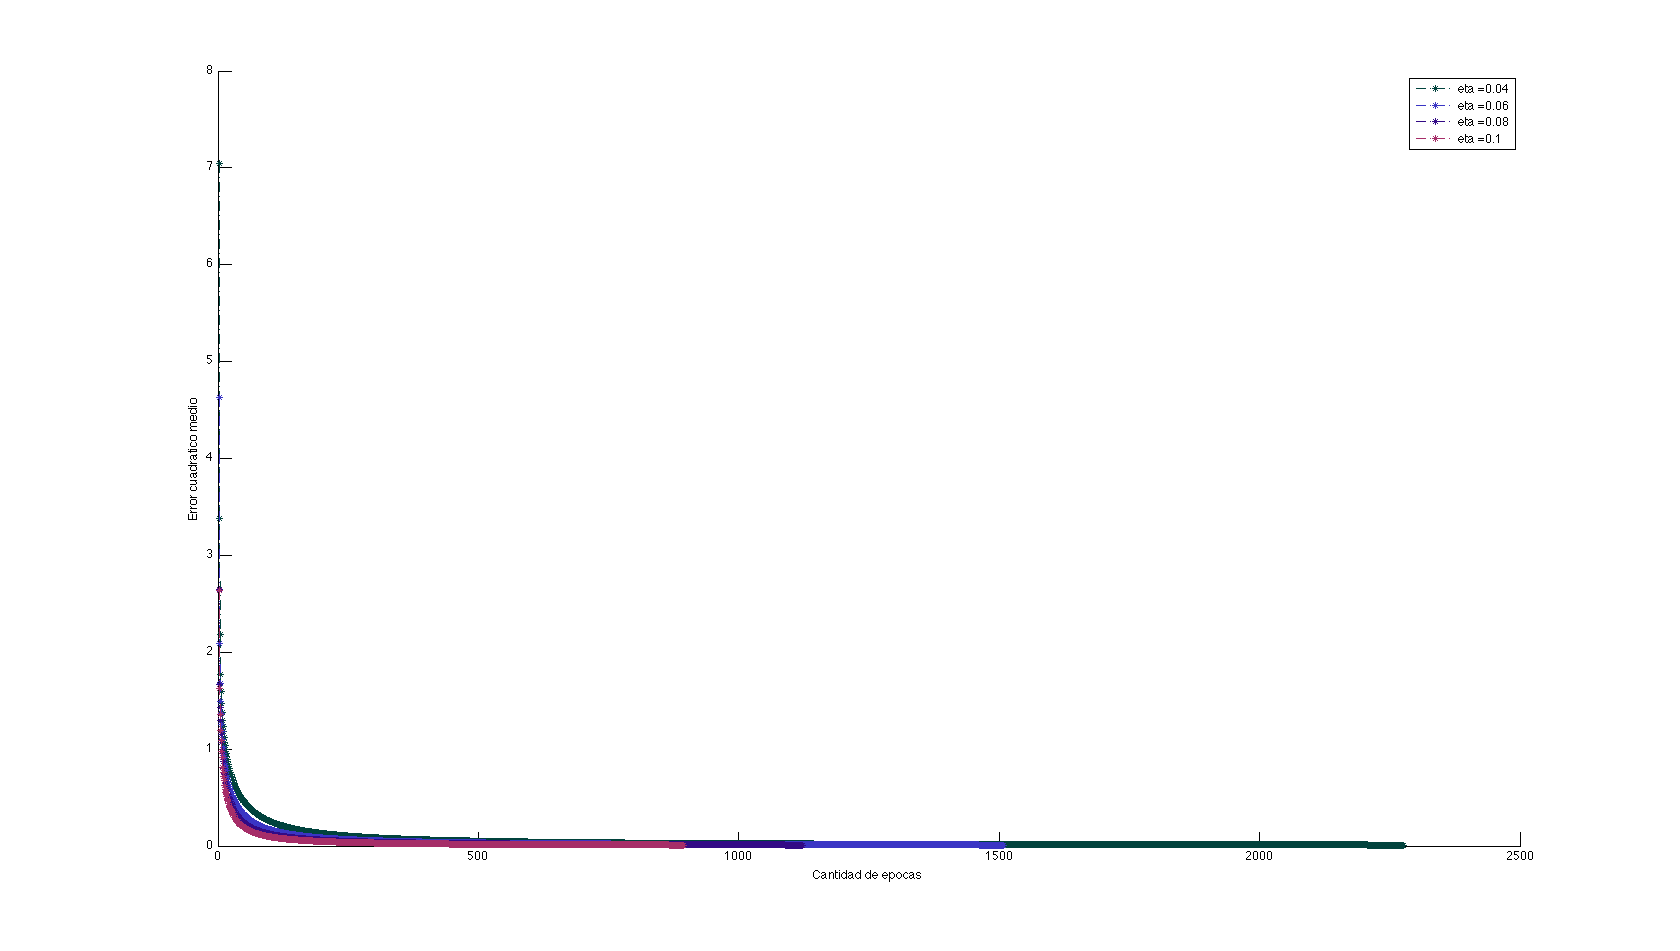 8
7
6
5
4
3
2
1
0
Error cuadratico medio
0
500
1000
1500
2000
2500
Cantidad de epocas
eta =0.04
eta =0.06
eta =0.08
eta =0.1